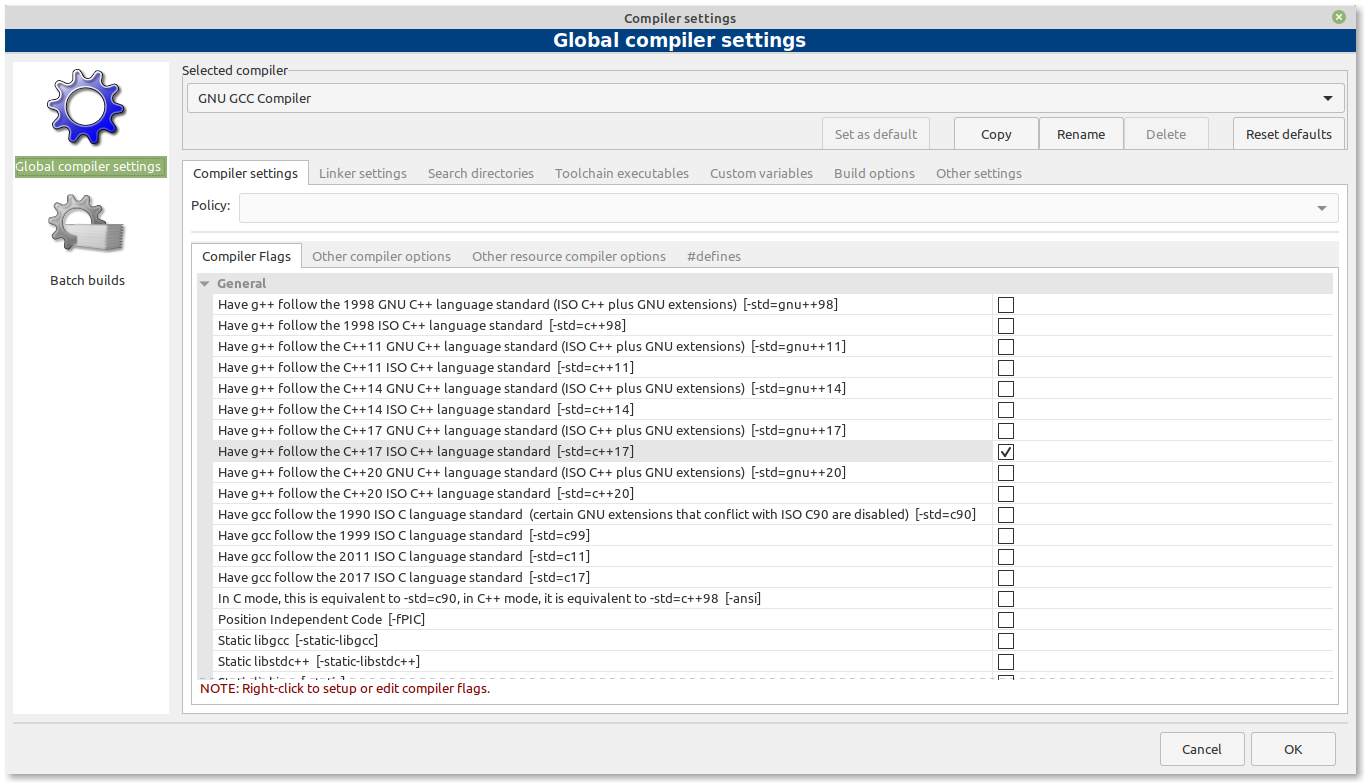 Compiler settings
Global compiler settings
Global compiler settings
Batch builds
Selected compiler
GNU GCC Compiler
Set as default Copy Rename Delete Reset defaults
Compiler settings Linker settings Search directories Toolchain executables Custom variables Build options Other settings
Policy:
Compiler Flags Other compiler options Other resource compiler options #defines
General
Have g++ follow the 1998 GNU C++ language standard (ISO C++ plus GNU extensions) [-std=gnu++98]
Have g++ follow the 1998 ISO C++ language standard [-std=c++98]
Have g++ follow the C++11 GNU C++ language standard (ISO C++ plus GNU extensions) [-std=gnu++11]
Have g++ follow the C++11 ISO C++ language standard [-std=c++11]
Have g++ follow the C++14 GNU C++ language standard (ISO C++ plus GNU extensions) [-std=gnu++14]
Have g++ follow the C++14 ISO C++ language standard [-std=c++14]
Have g++ follow the C++17 GNU C++ language standard (ISO C++ plus GNU extensions) [-std=gnu++17]
Have g++ follow the C++17 ISO C++ language standard [-std=c++17]
Have g++ follow the C++20 GNU C++ language standard (ISO C++ plus GNU extensions) [-std=gnu++20]
Have g++ follow the C++20 ISO C++ language standard [-std=c++20]
Have gcc follow the 1990 ISO C language standard (certain GNU extensions that conflict with ISO C90 are disabled) [-std=c90]
Have gcc follow the 1999 ISO C language standard [-std=c99]
Have gcc follow the 2011 ISO C language standard [-std=c11]
Have gcc follow the 2017 ISO C language standard [-std=c17]
In C mode, this is equivalent to -std=c90, in C++ mode, it is equivalent to -std=c++98 [-ansi]
Position Independent Code [-fPIC]
Static libgcc [-static-libgcc]
Static libstdc++ [-static-libstdc++]
NOTE: Right-click to setup or edit compiler flags.
Cancel OK